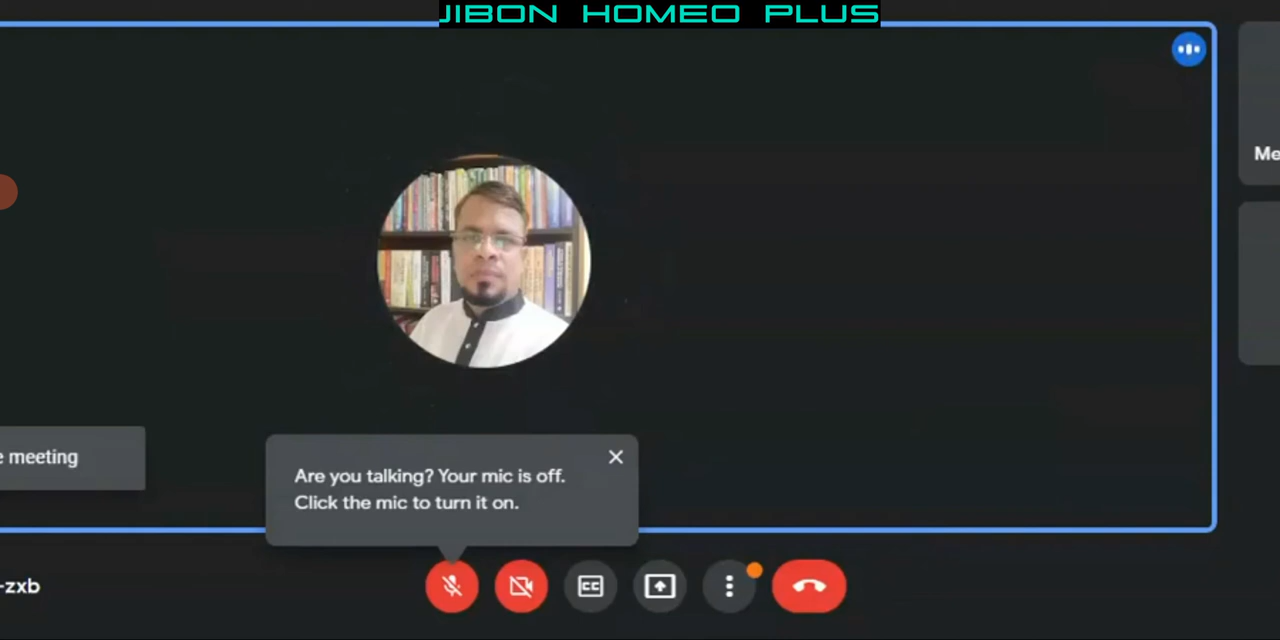 JIBON HOMEO PLUS
Me
e meeting
Are you talking? Your mic is off.
Click the mic to turn it on.
-zxb
CC